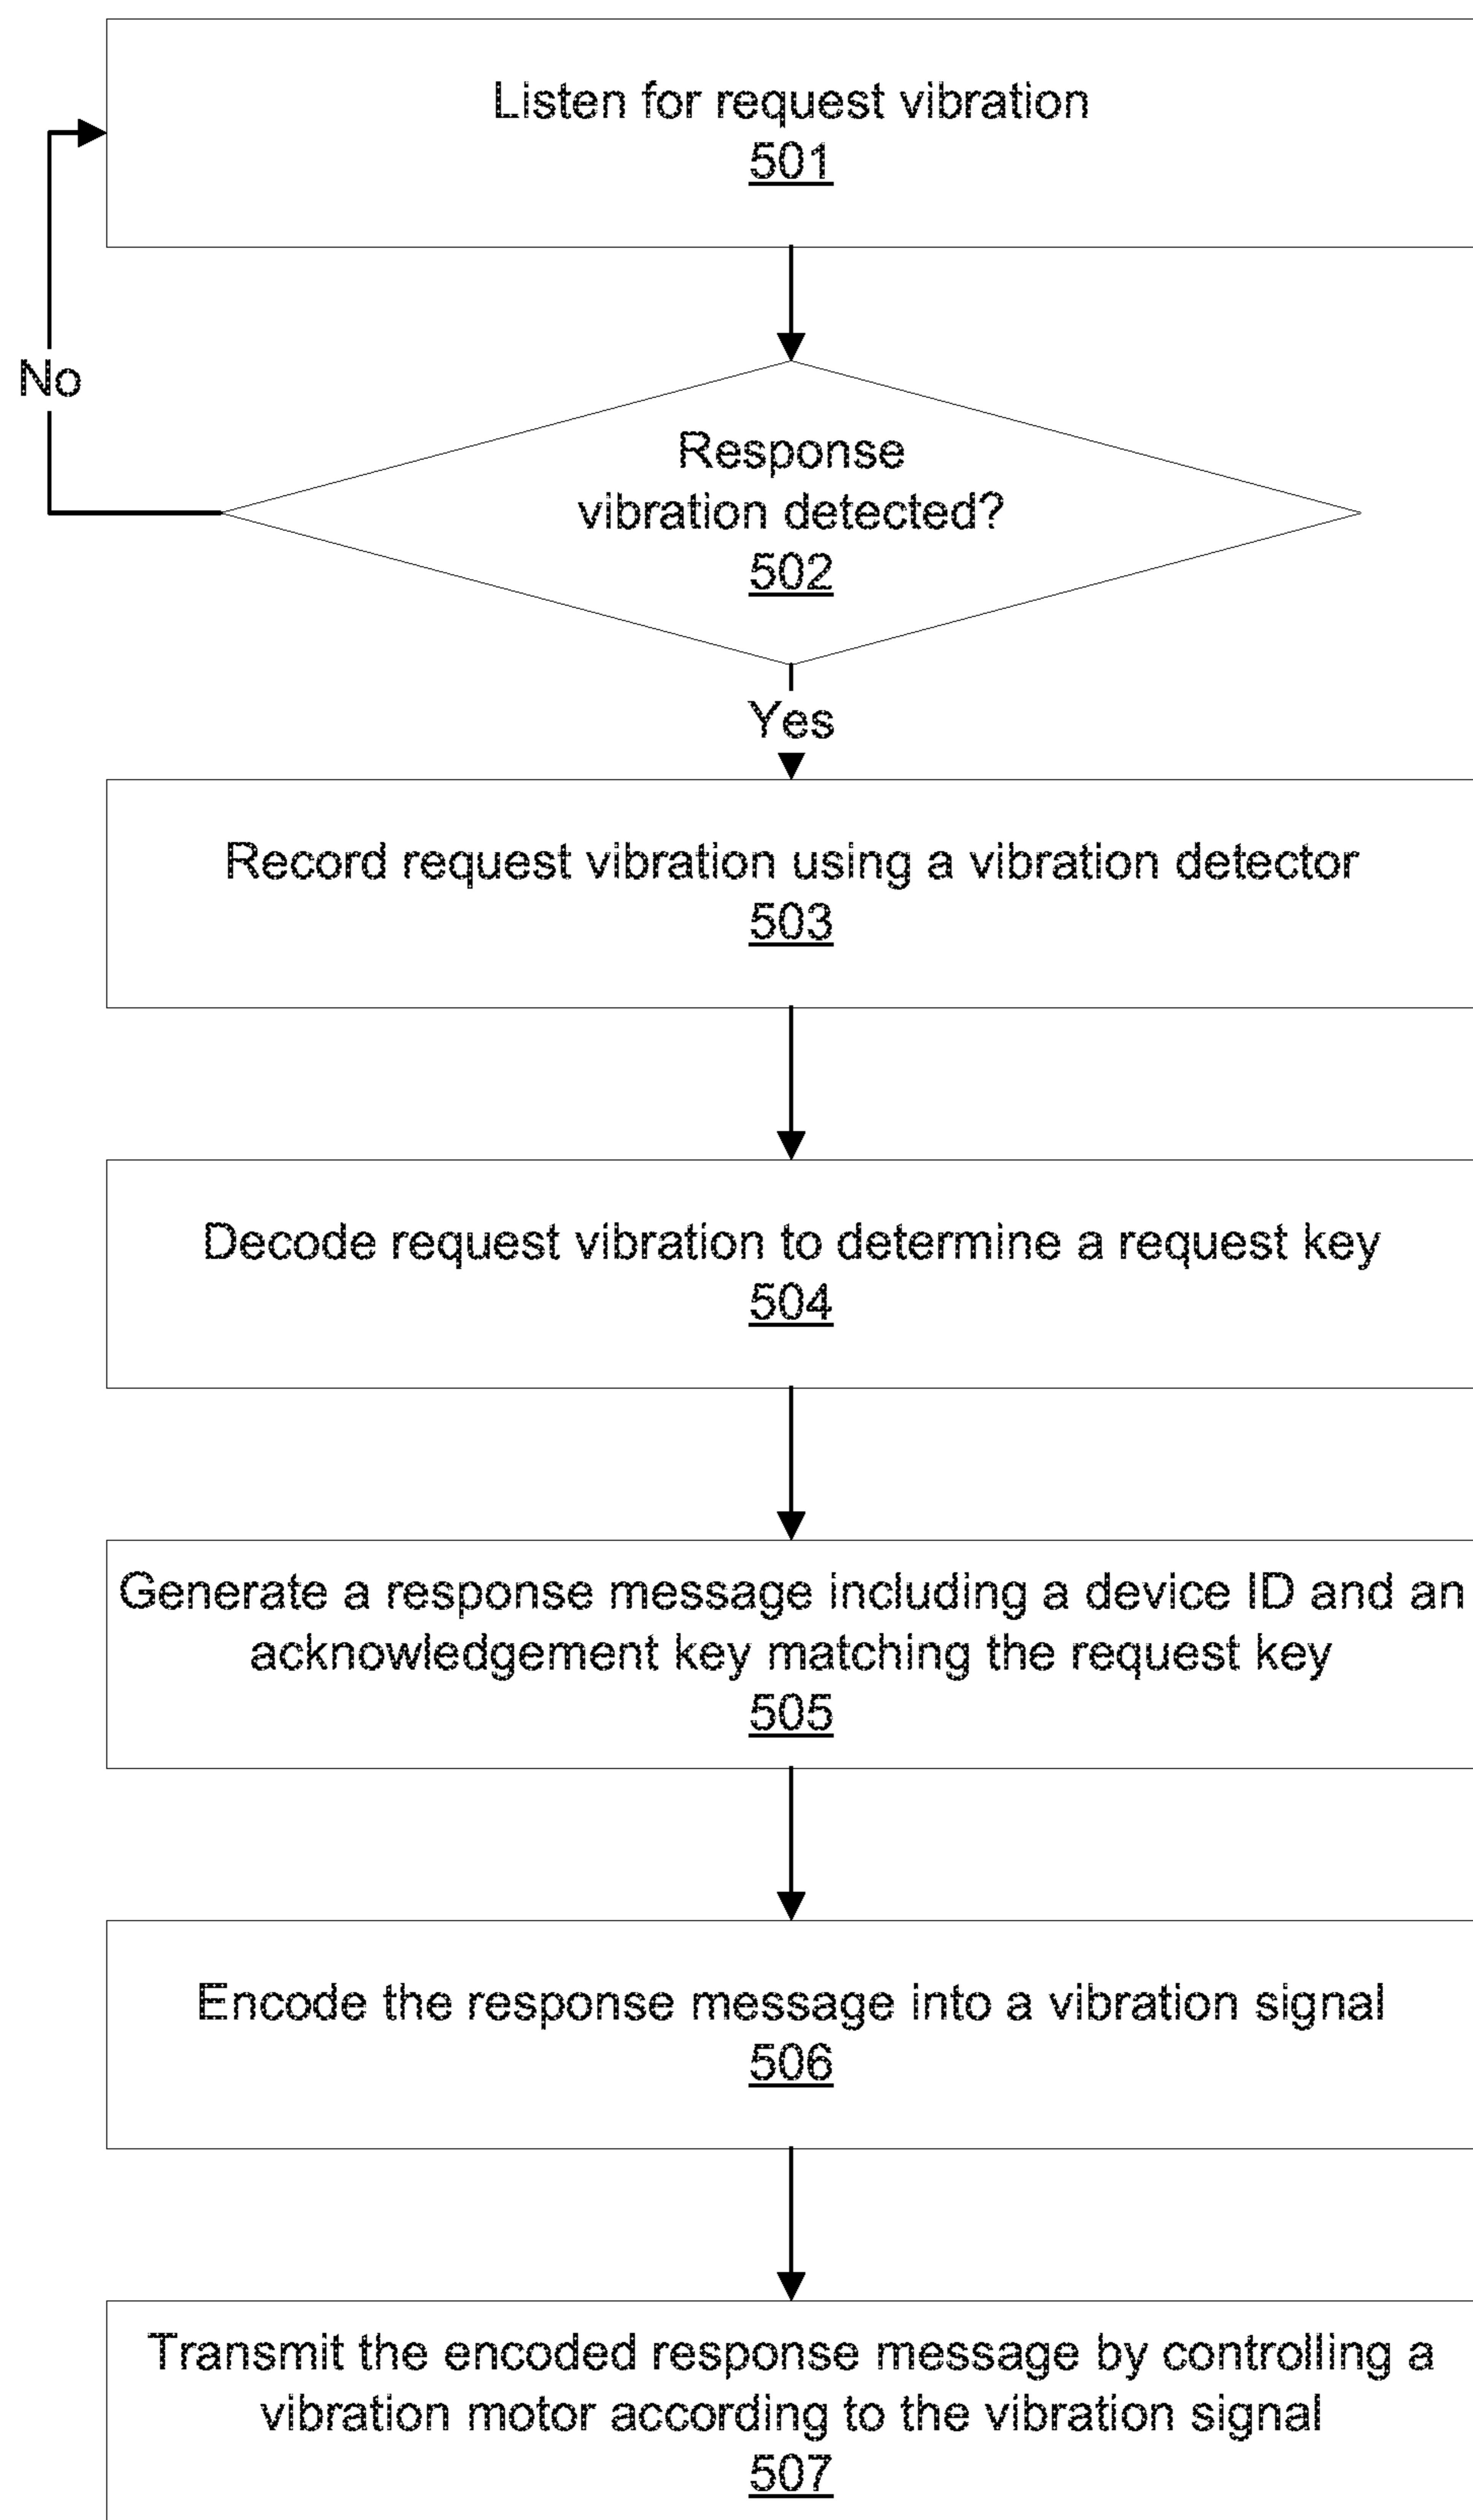 Listen for request vibration
501
No
Response
vibration detected?
502
Yes
Record request vibration using a vibration detector
503
Decode request vibration to determine a request key
504
Generate a response message including a device ID and an
acknowledgement key matching the request key
505
Encode the response message into a vibration signal
506
Transmit the encoded response message by controlling a
vibration motor according to the vibration signal
507